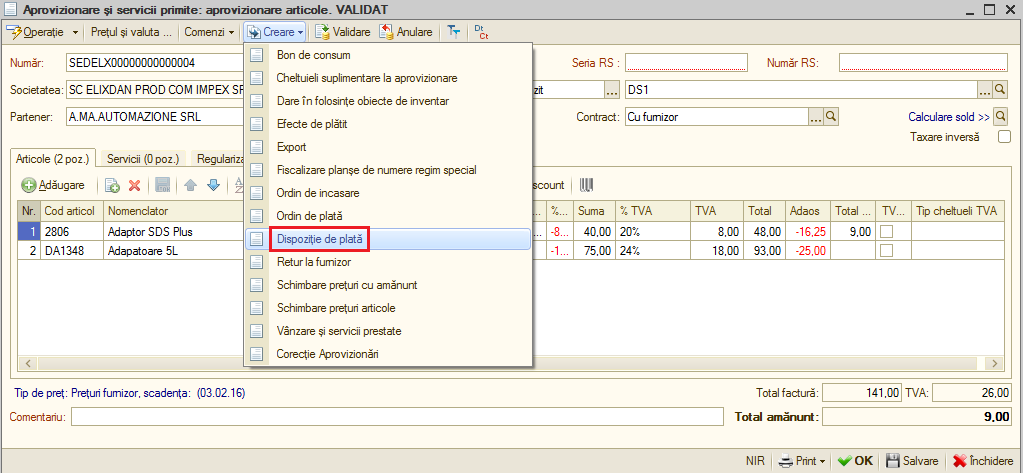 Aprovizionare și servicii primite: aprovizionare articole. VALIDAT
Operație Prețul și valuta ... Comenzi Creare Validare Anulare Dt Ct
Bon de consum
Cheltuieli suplimentare la aprovizionare
Dare în folosințe obiecte de inventar
Efecte de plătit
Export
Fiscalizare planșe de numere regim special
Ordin de incasare
Ordin de plată
Dispoziție de plată
Retur la furnizor
Schimbare prețuri cu amănunt
Schimbare prețuri articole
Vânzare și servicii prestate
Corecție Aprovizionări
Număr: SEDELX00000000000004 Seria RS : Număr RS:
Societatea: SC ELIXDAN PROD COM IMPEX zit ... DS1 ...
Partener: A.MA.AUTOMAZIONE SRL Contract: Cu furnizor ... Calculare sold >>
Taxare inversă
Articole (2 poz.) Servicii (0 poz.) Regulariza
Adăugare scount
Nr. Cod articol Nomenclator ... %... Suma % TVA TVA Total Adaos Total ... TV... Tip cheltueli TVA
1 2806 Adaptor SDS Plus -8... 40,00 20% 8,00 48,00 -16,25 9,00
2 DA1348 Adapatoare 5L -1... 75,00 24% 18,00 93,00 -25,00
Tip de preț: Prețuri furnizor, scadența: (03.02.16)
Total factură: 141,00 TVA: 26,00
Comentariu: Total amănunt: 9,00
NIR Print OK Salvare Închidere